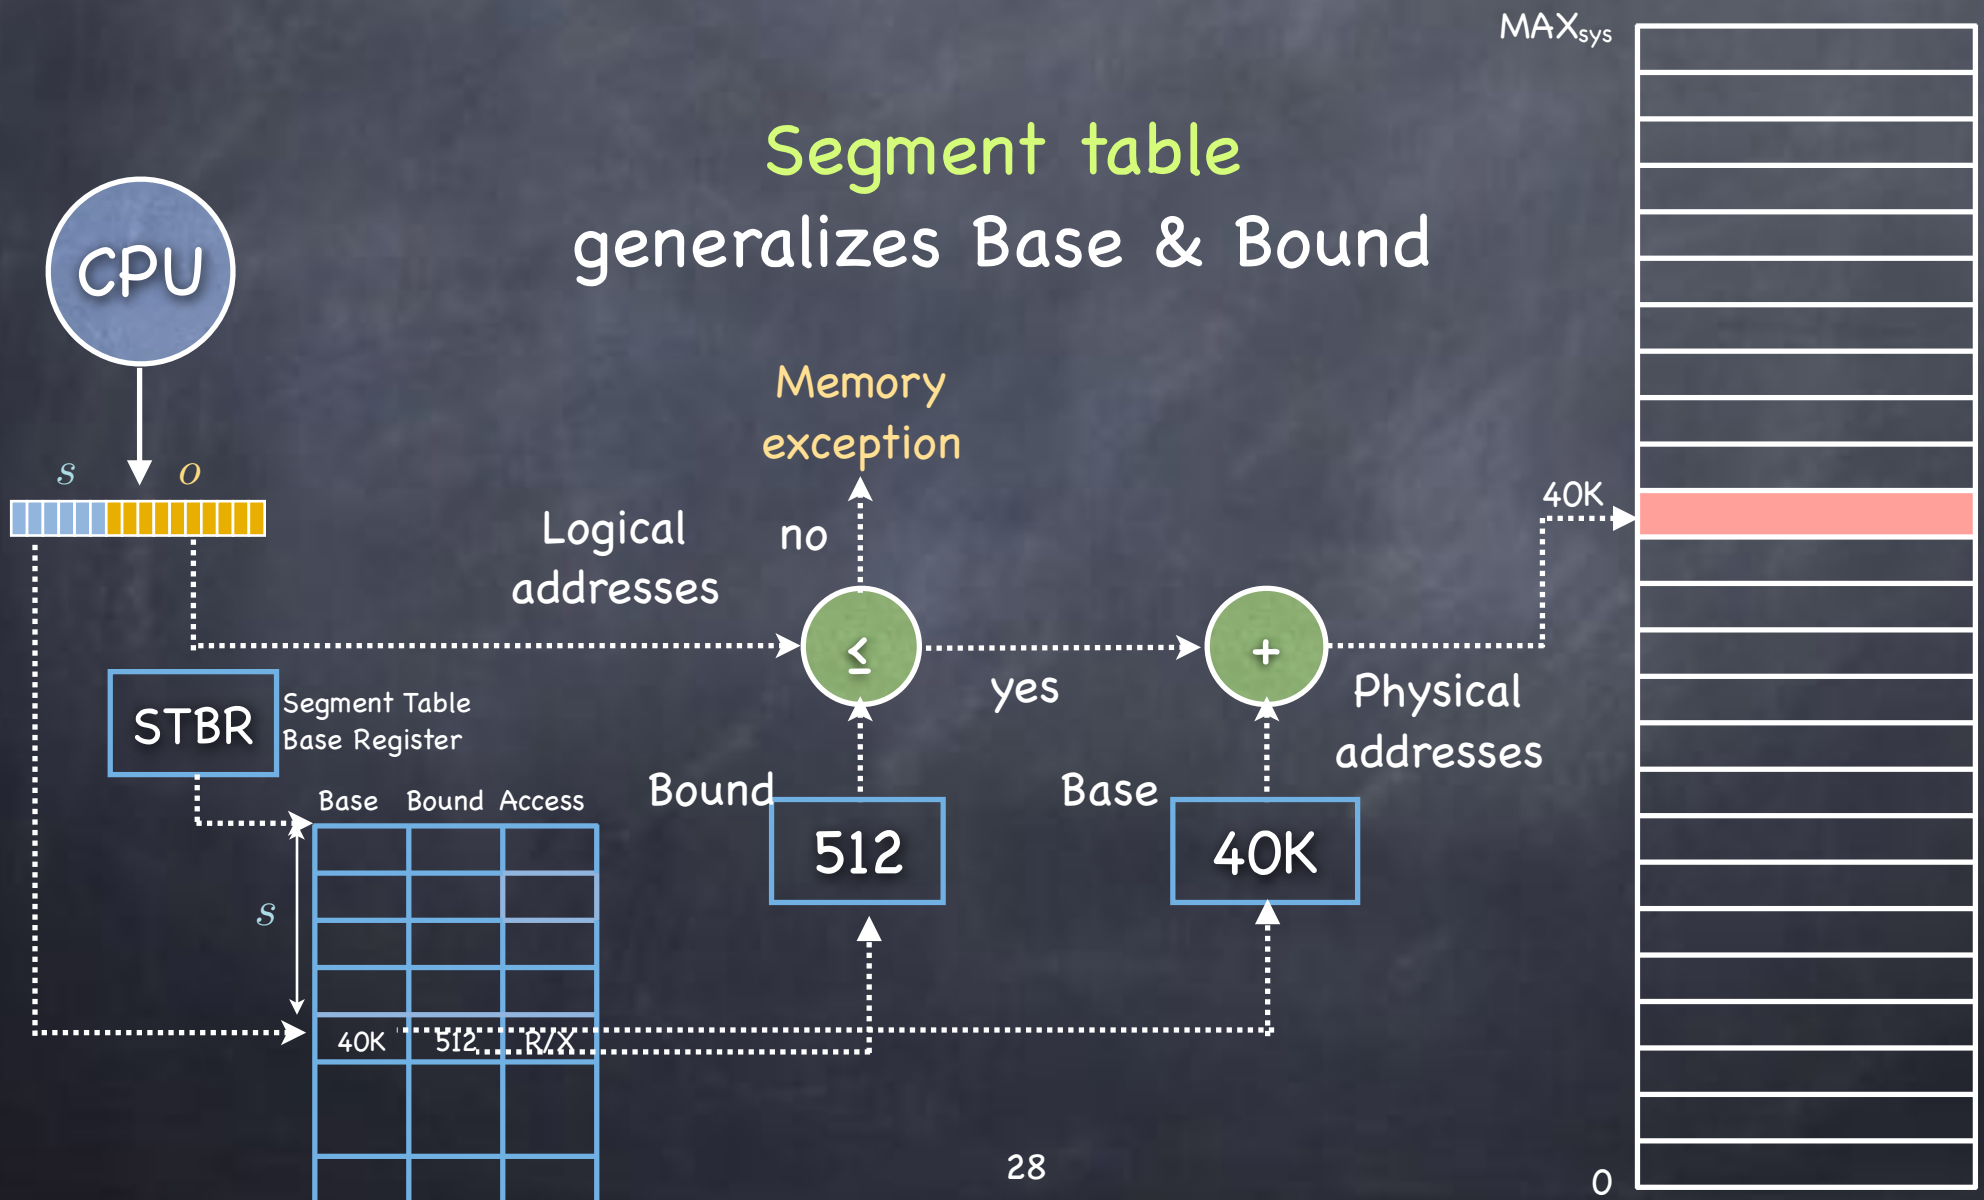 MAXsys
Segment table
generalizes Base & Bound
CPU
Memory
exception
s o
40K
Logical
addresses
no
≤
+
yes
STBR
Segment Table
Base Register
Physical
addresses
Bound
Base
Base Bound Access
512
40K
s
40K 512 R/X
28
0